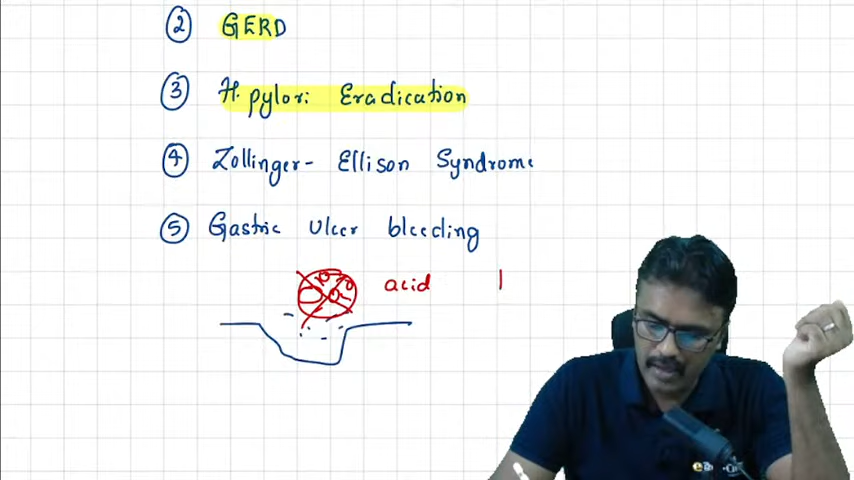 ② GERD
③ H. pylori Eradication
④ Zollinger- Ellison Syndrome
⑤ Gastric Ulcer bleeding
acid